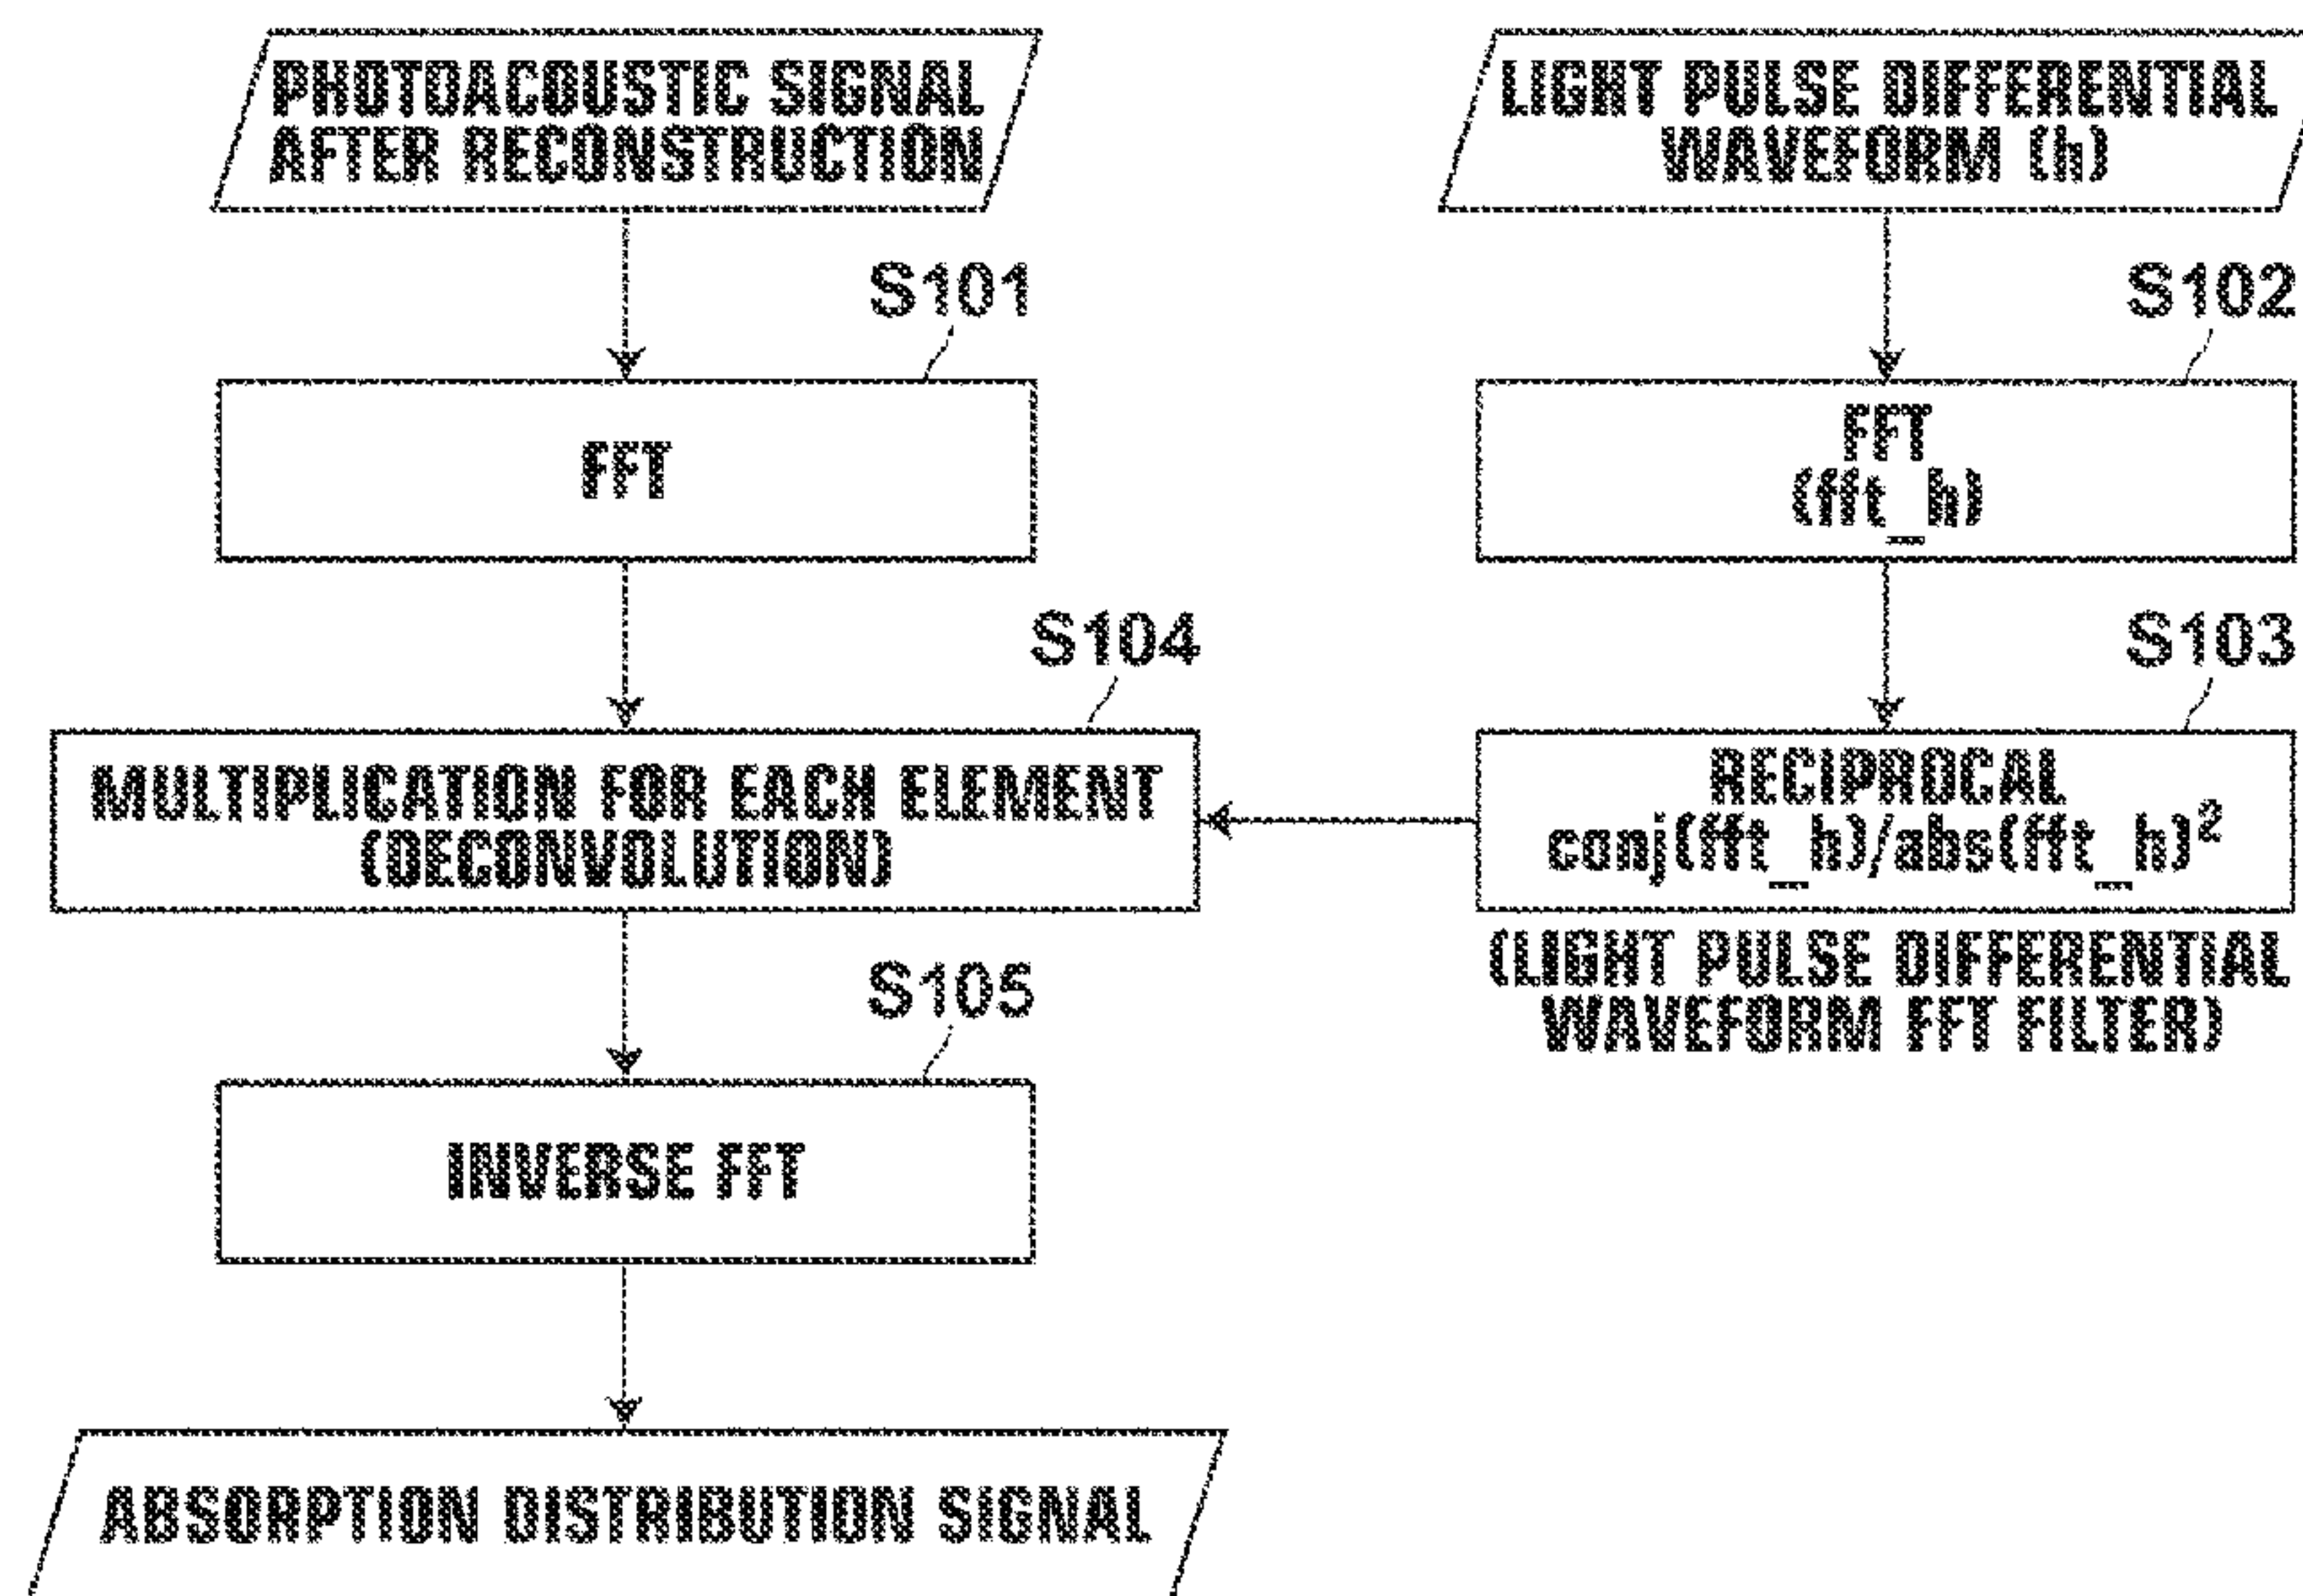 PHOTOACOUSTIC SIGNAL
AFTER RECONSTRUCTION
LIGHT PULSE DIFFERENTIAL
WAVEFORM (h)
S101
S102
FFT
FFT
(fft_h)
S104
S103
MULTIPLICATION FOR EACH ELEMENT
(DECONVOLUTION)
RECIPROCAL
conj(fft_h)/abs(fft_h)²
(LIGHT PULSE DIFFERENTIAL
WAVEFORM FFT FILTER)
S105
INVERSE FFT
ABSORPTION DISTRIBUTION SIGNAL